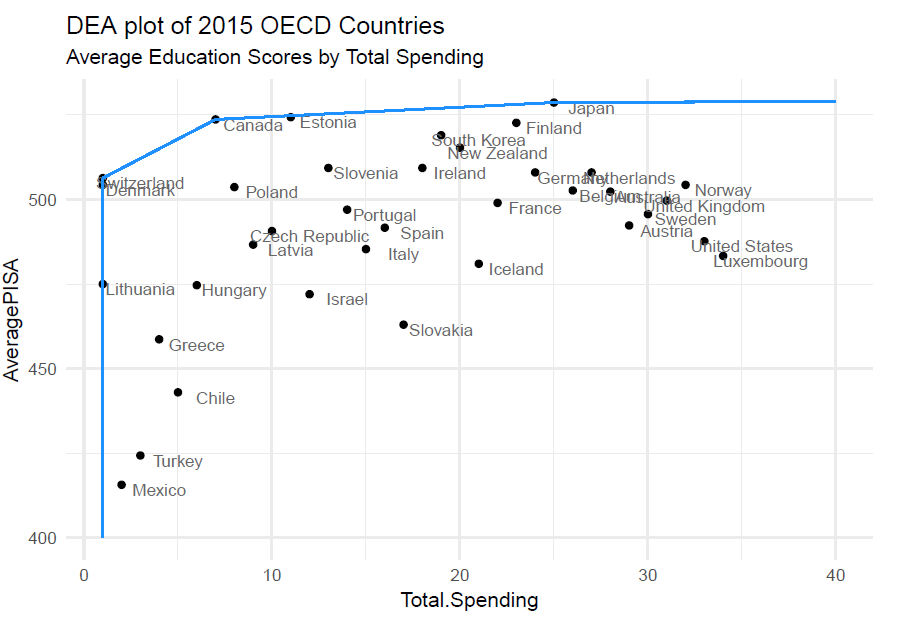 DEA plot of 2015 OECD Countries
Average Education Scores by Total Spending
Japan
Canada
Estonia
Finland
South Korea
New Zealand
Slovenia
Ireland
Switzerland
Denmark
Germany
Netherlands
Poland
Belgium
Australia
Norway
France
United Kingdom
Portugal
Sweden
Czech Republic
Spain
Austria
Latvia
Italy
United States
Luxembourg
Iceland
Lithuania
Hungary
Israel
Slovakia
Greece
Chile
Turkey
Mexico
500
450
400
AveragePISA
0 10 20 30 40
Total.Spending